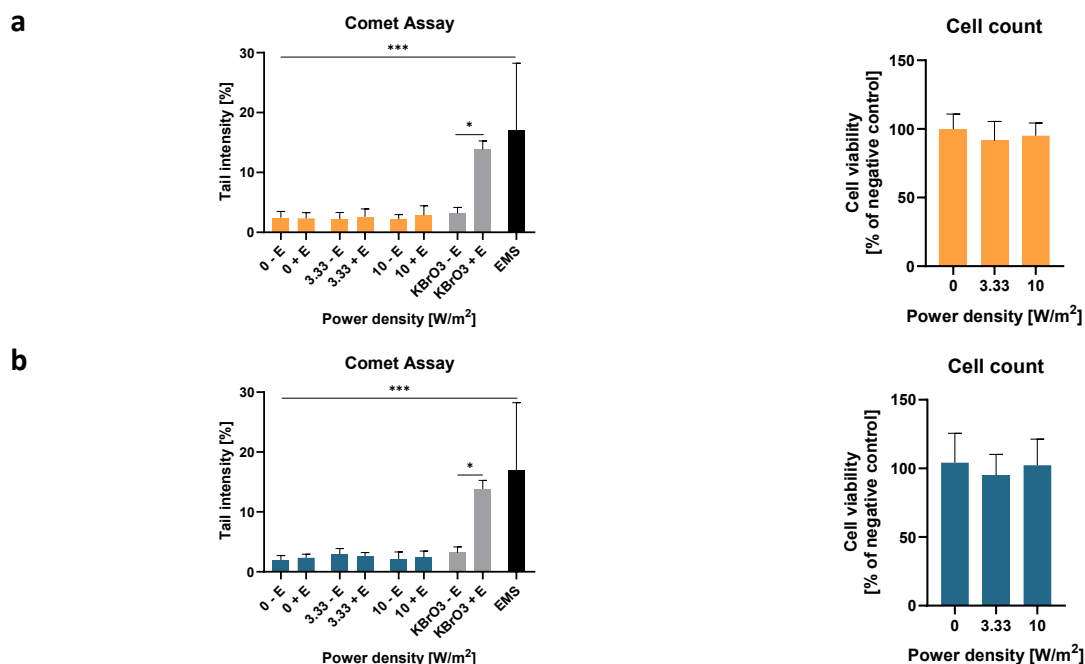 a
Comet Assay
Tail intensity [%]
30
20
10
0
***
*
0 - E
0 + E
3.33 - E
3.33 + E
10 - E
10 + E
KBrO3 - E
KBrO3 + E
EMS
Power density [W/m²]
Cell count
Cell viability
[% of negative control]
150
100
50
0
0 3.33 10
Power density [W/m²]
b
Comet Assay
Tail intensity [%]
30
20
10
0
***
*
0 - E
0 + E
3.33 - E
3.33 + E
10 - E
10 + E
KBrO3 - E
KBrO3 + E
EMS
Power density [W/m²]
Cell count
Cell viability
[% of negative control]
150
100
50
0
0 3.33 10
Power density [W/m²]